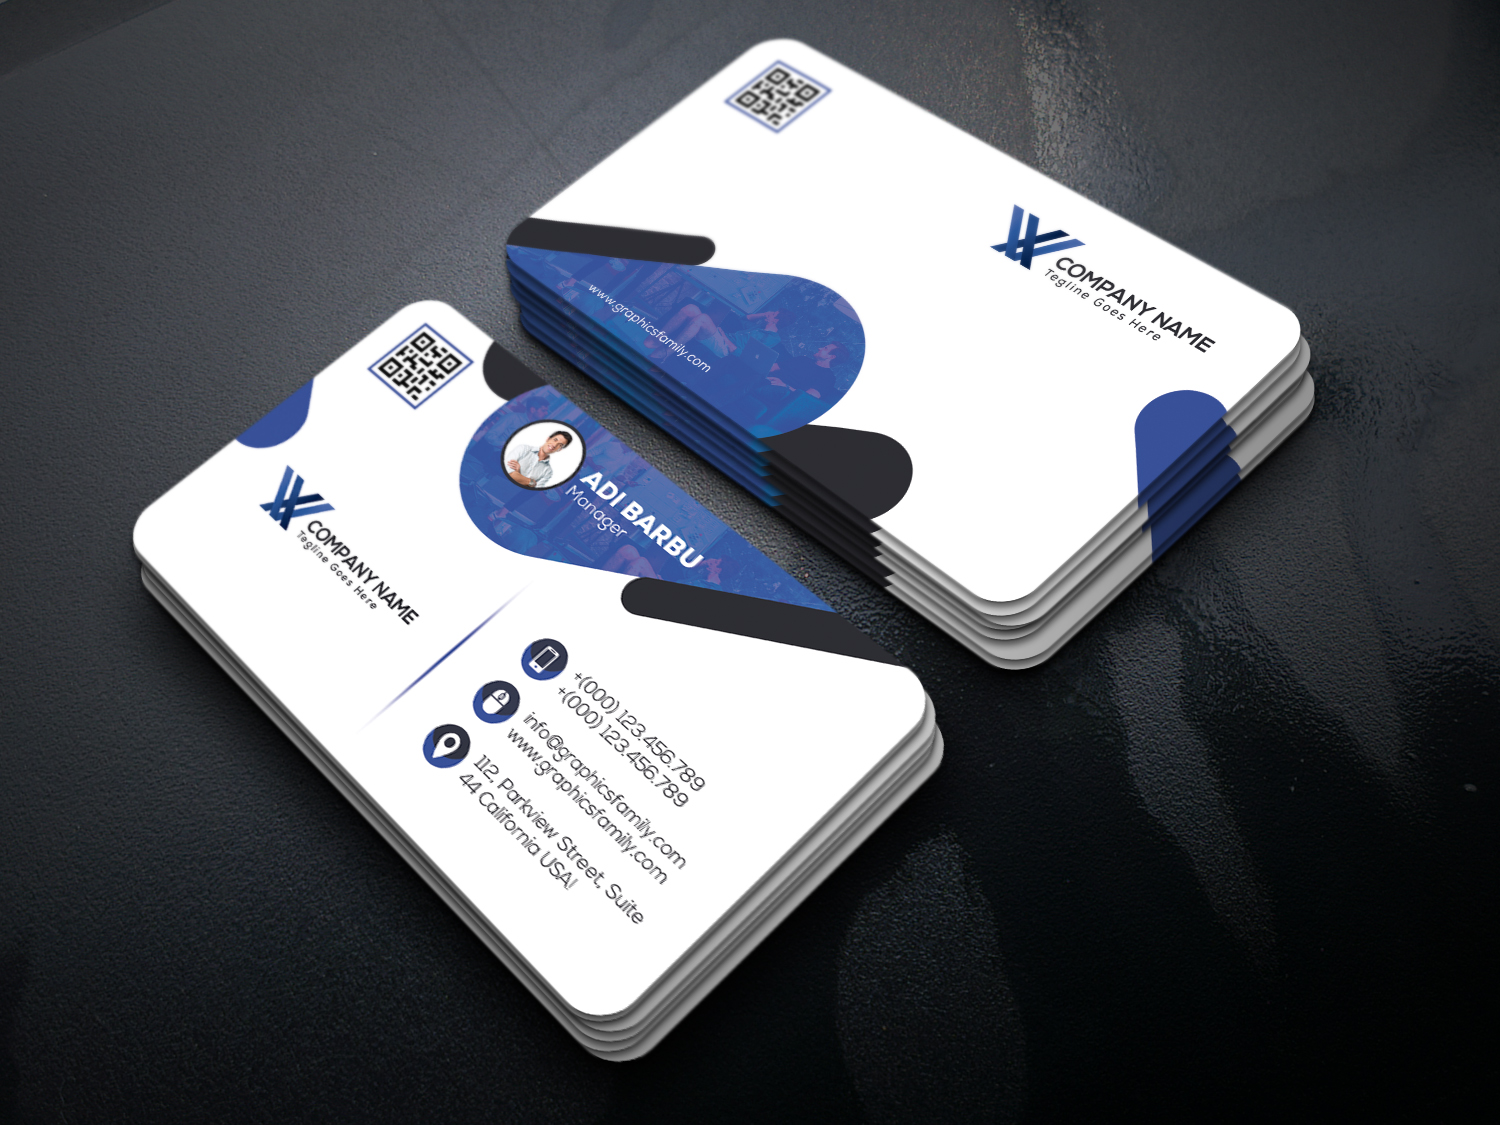 www.graphicsfamily.com
COMPANY NAME
Tegline Goes Here
ADI BARBU
Manager
COMPANY NAME
Tegline Goes Here
+(000) 123.456.789
+(000) 123.456.789
info@graphicsfamily.com
www.graphicsfamily.com
112, Parkview Street, Suite
44 California USA!